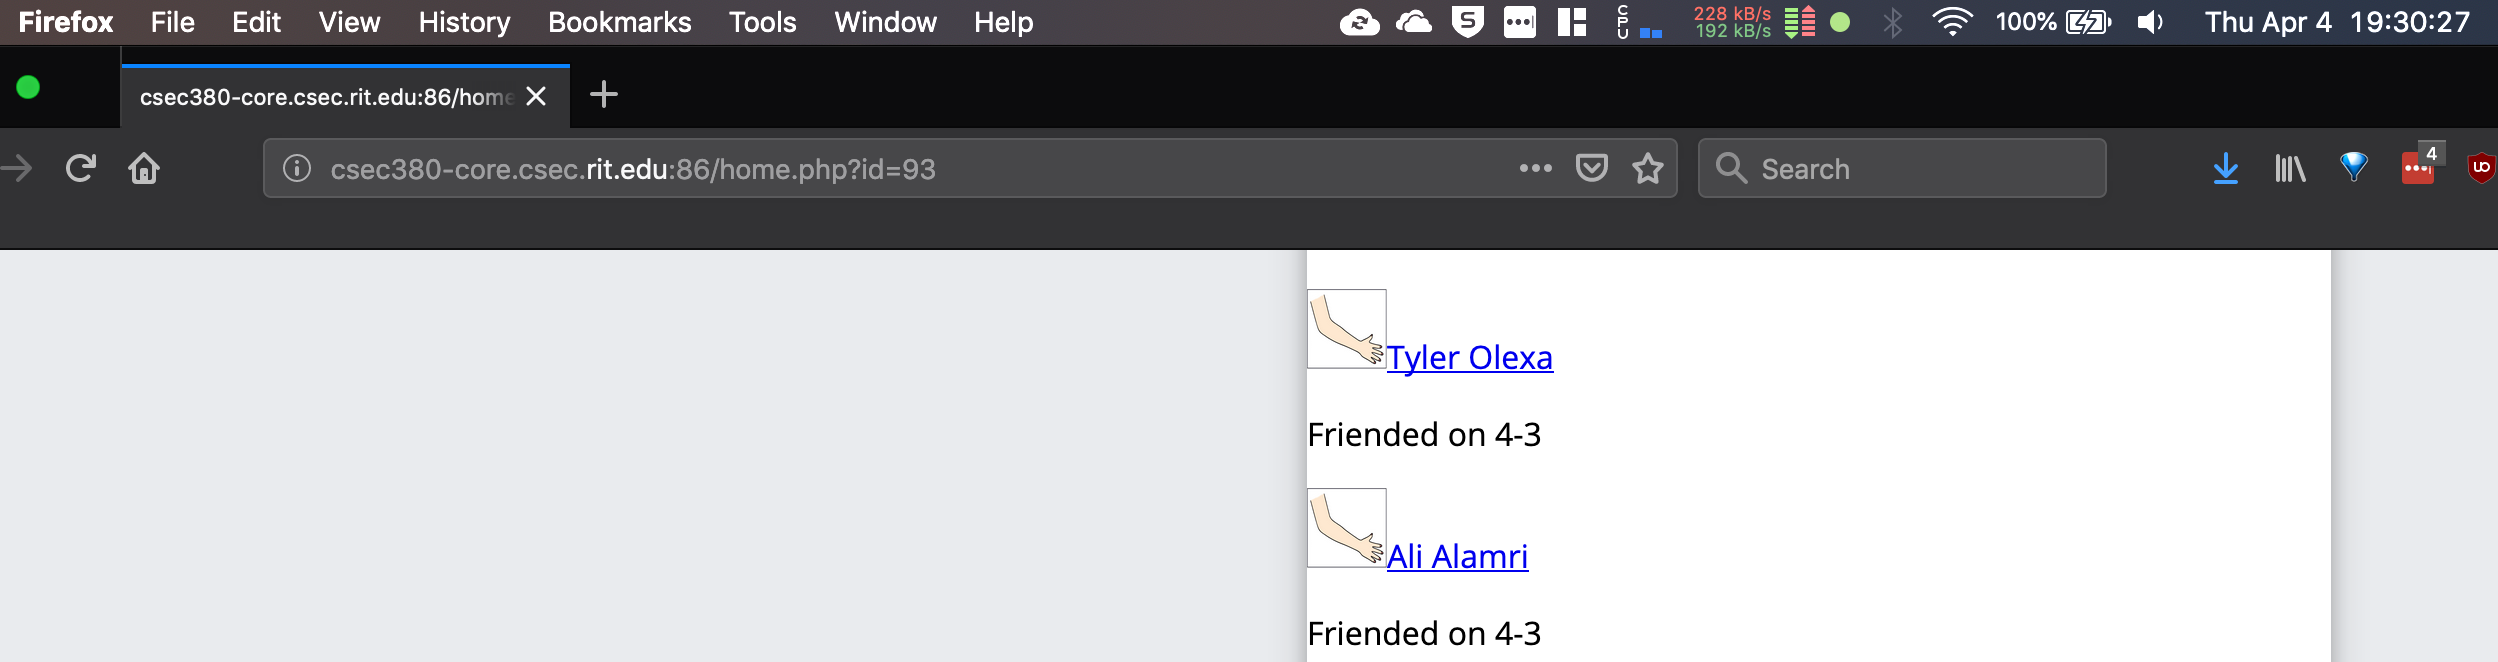 Firefox File Edit View History Bookmarks Tools Window Help S CPU 228 kB/s 100% Thu Apr 4 19:30:27
192 kB/s
csec380-core.csec.rit.edu:86/home
csec380-core.csec.rit.edu:86/home.php?id=93 Search 4 uo
Tyler Olexa
Friended on 4-3
Ali Alamri
Friended on 4-3